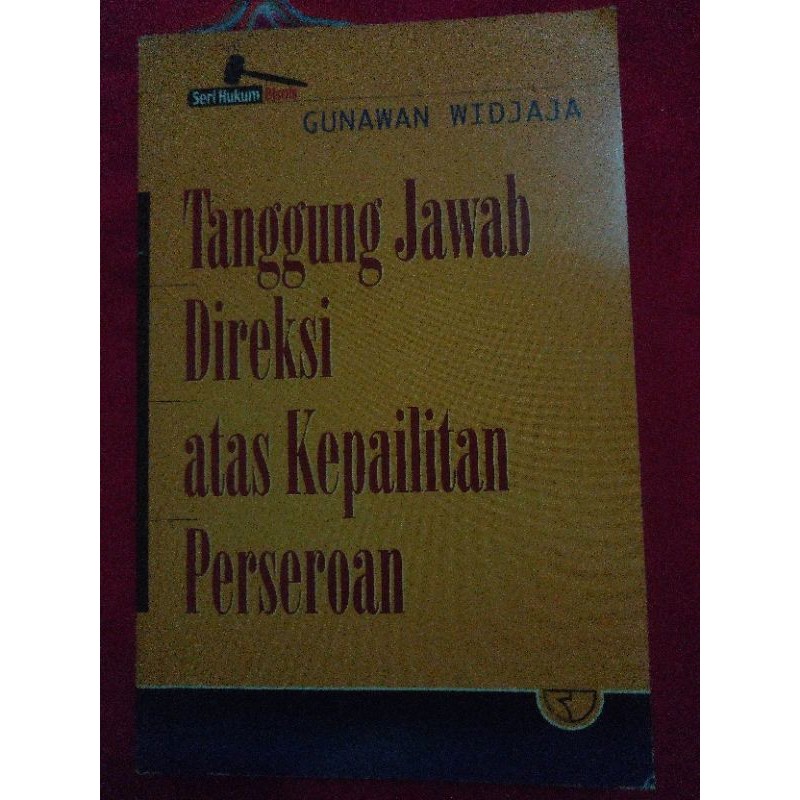 Seri Hukum Bisnis
GUNAWAN WIDJAJA
Tanggung Jawab
Direksi
atas Kepailitan
Perseroan